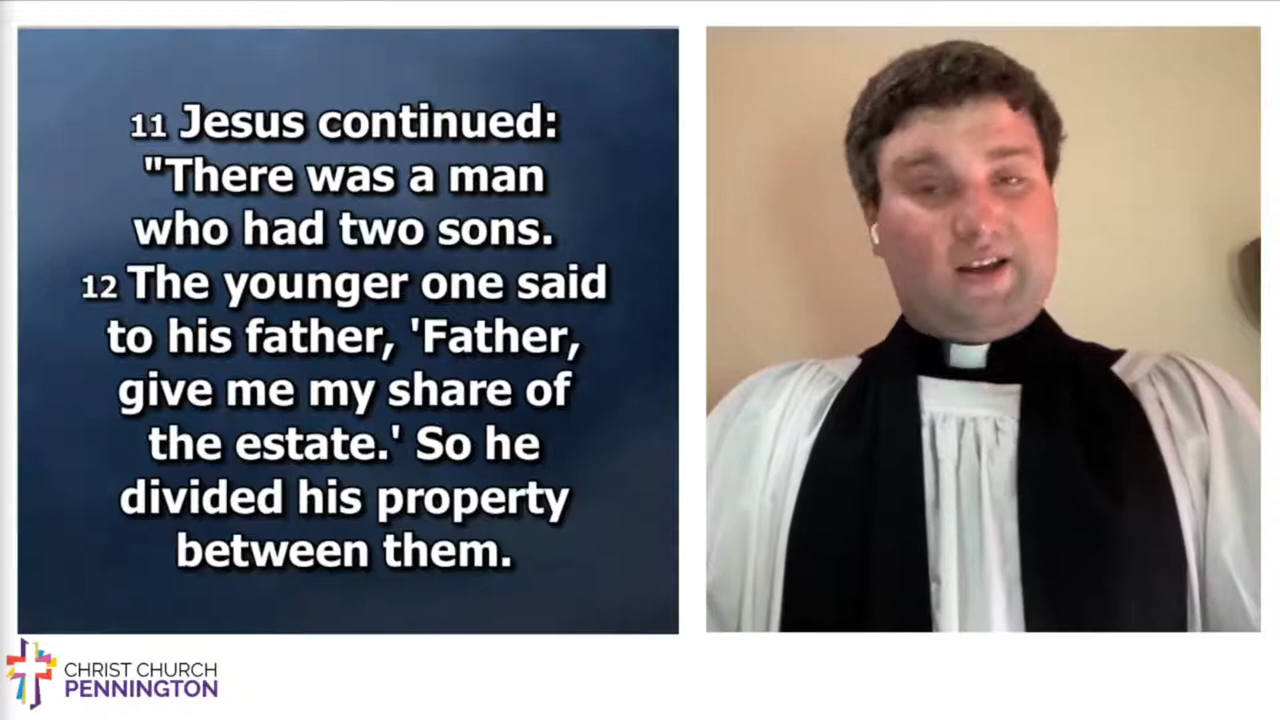 11 Jesus continued:
"There was a man
who had two sons.
12 The younger one said
to his father, 'Father,
give me my share of
the estate.' So he
divided his property
between them.
CHRIST CHURCH
PENNINGTON